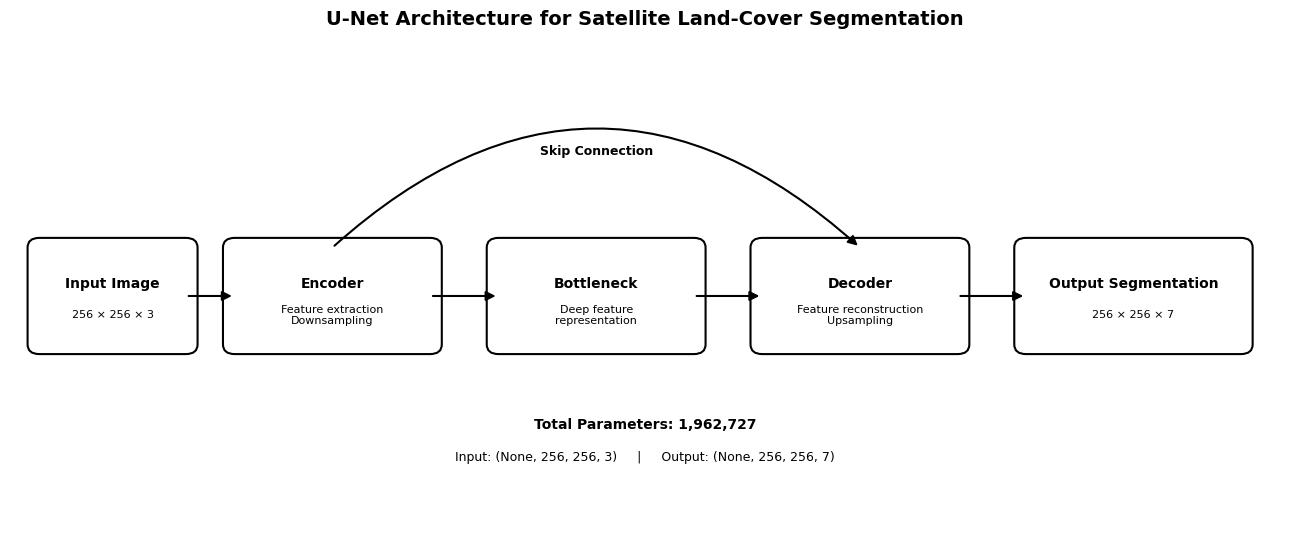 U-Net Architecture for Satellite Land-Cover Segmentation
Skip Connection
Input Image
256 × 256 × 3
Encoder
Feature extraction
Downsampling
Bottleneck
Deep feature
representation
Decoder
Feature reconstruction
Upsampling
Output Segmentation
256 × 256 × 7
Total Parameters: 1,962,727
Input: (None, 256, 256, 3) | Output: (None, 256, 256, 7)